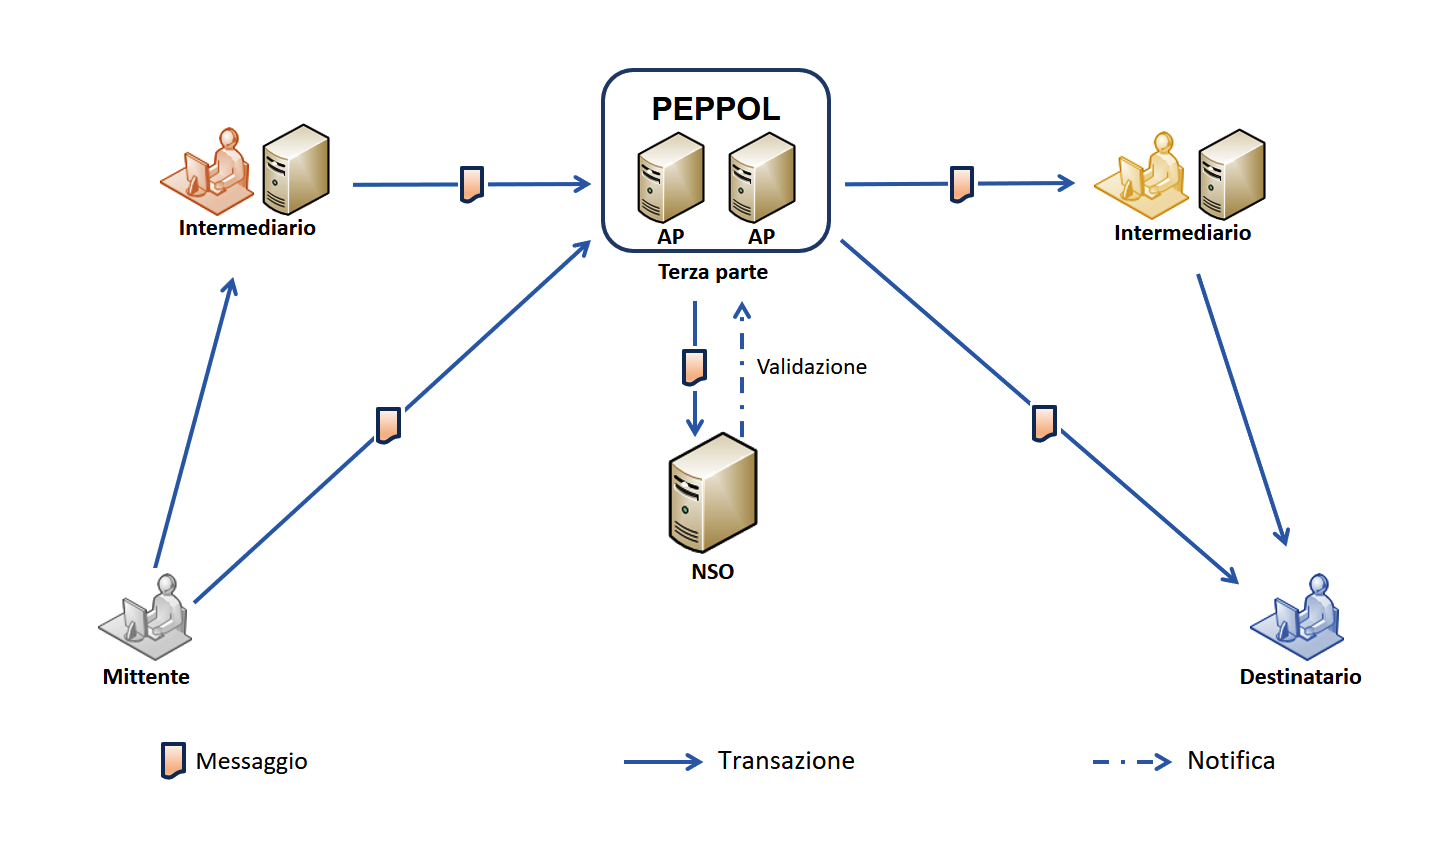 PEPPOL
AP
AP
Intermediario
Intermediario
Terza parte
Validazione
NSO
Mittente
Destinatario
Messaggio
Transazione
Notifica